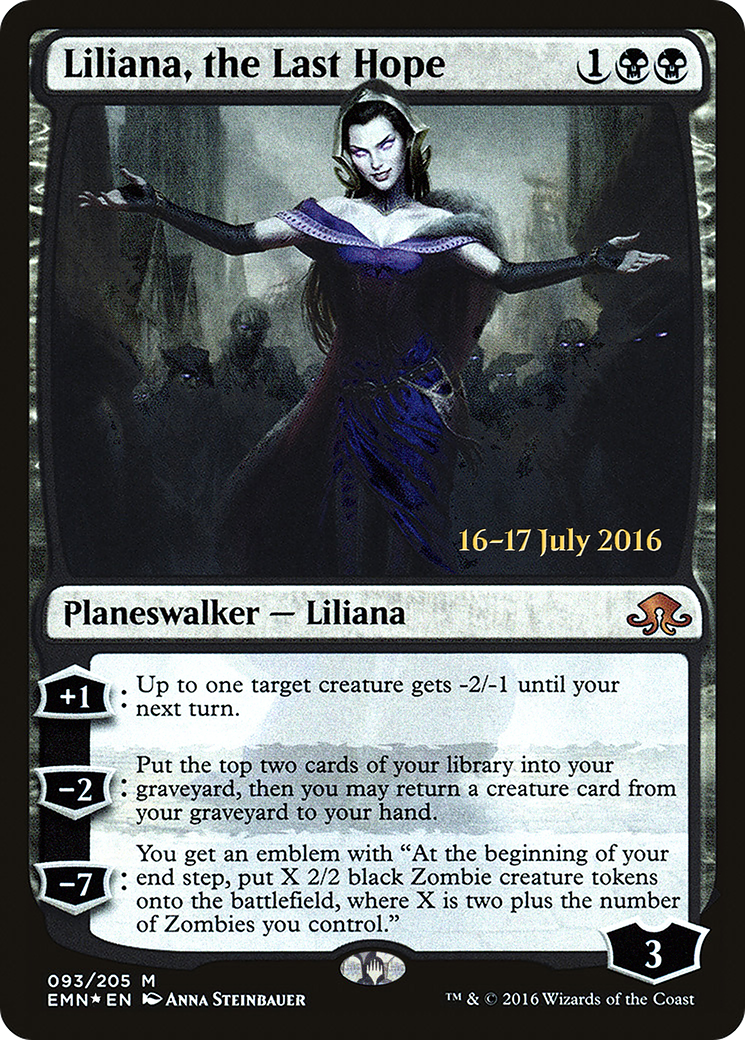 Liliana, the Last Hope 1
16–17 July 2016
Planeswalker — Liliana
+1 : Up to one target creature gets -2/-1 until your
next turn.
−2 : Put the top two cards of your library into your
graveyard, then you may return a creature card from
your graveyard to your hand.
−7 : You get an emblem with “At the beginning of your
end step, put X 2/2 black Zombie creature tokens
onto the battlefield, where X is two plus the number
of Zombies you control.”
3
093/205 M
EMN★EN Anna Steinbauer
™ & © 2016 Wizards of the Coast